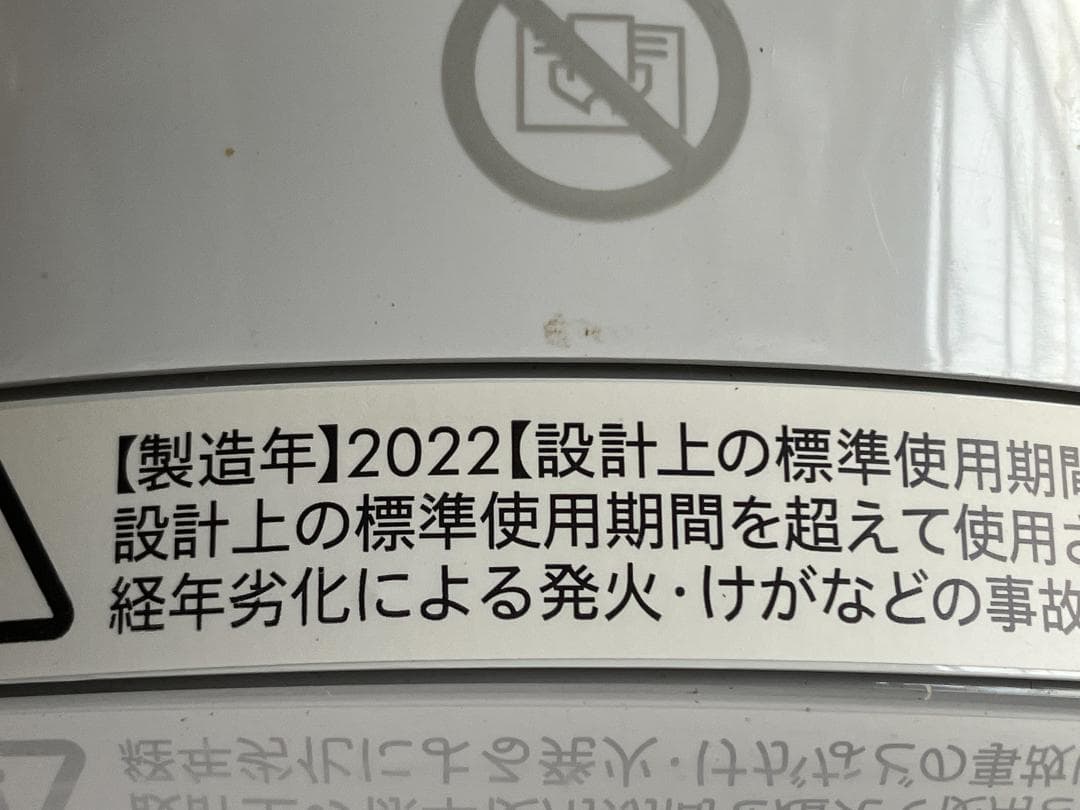 【製造年】2022【設計上の標準使用期間
設計上の標準使用期間を超えて使用さ
経年劣化による発火・けがなどの事故